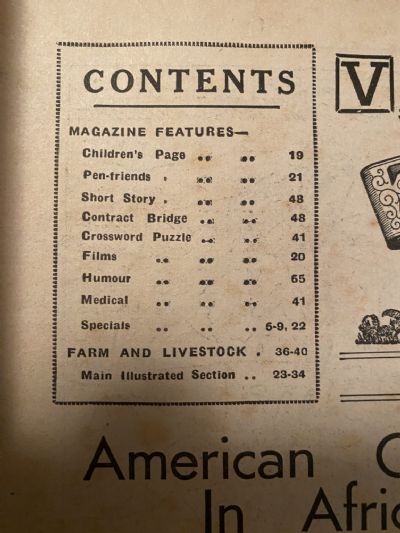 CONTENTS
MAGAZINE FEATURES—
Children's Page .. .. 19
Pen-friends . .. .. 21
Short Story . .. .. 48
Contract Bridge .. .. 48
Crossword Puzzle .. .. 41
Films .. .. .. 20
Humour .. .. .. 65
Medical .. .. .. 41
Specials .. .. .. 6-9, 22
FARM AND LIVESTOCK . 36-40
Main Illustrated Section .. 23-34
V
American
In